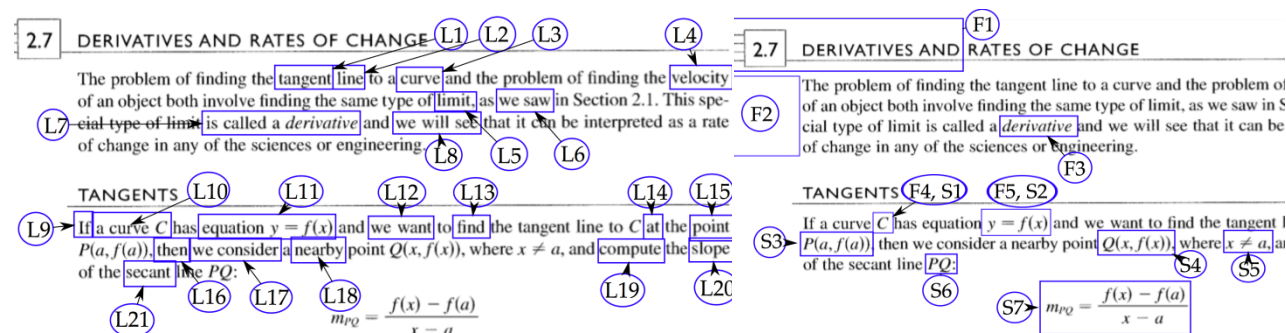 L1 L2 L3 L4
2.7 DERIVATIVES AND RATES OF CHANGE
The problem of finding the tangent line to a curve and the problem of finding the velocity
of an object both involve finding the same type of limit, as we saw in Section 2.1. This spe-
L7 cial type of limit is called a derivative and we will see that it can be interpreted as a rate
of change in any of the sciences or engineering. L8 L5 L6
TANGENTS L10 L11 L12 L13 L14 L15
L9 If a curve C has equation y = f(x) and we want to find the tangent line to C at the point
P(a, f(a)), then we consider a nearby point Q(x, f(x)), where x ≠ a, and compute the slope
of the secant line PQ: L16 L17 L18 L19 L20
L21
m_PQ = f(x) − f(a)
x − a
F1
2.7 DERIVATIVES AND RATES OF CHANGE
The problem of finding the tangent line to a curve and the problem of
F2 of an object both involve finding the same type of limit, as we saw in S
cial type of limit is called a derivative and we will see that it can be
of change in any of the sciences or engineering.
F3
TANGENTS F4, S1 F5, S2
If a curve C has equation y = f(x) and we want to find the tangent l
S3 P(a, f(a)), then we consider a nearby point Q(x, f(x)), where x ≠ a, a
of the secant line PQ: S4 S5
S6
S7 m_PQ = f(x) − f(a)
x − a